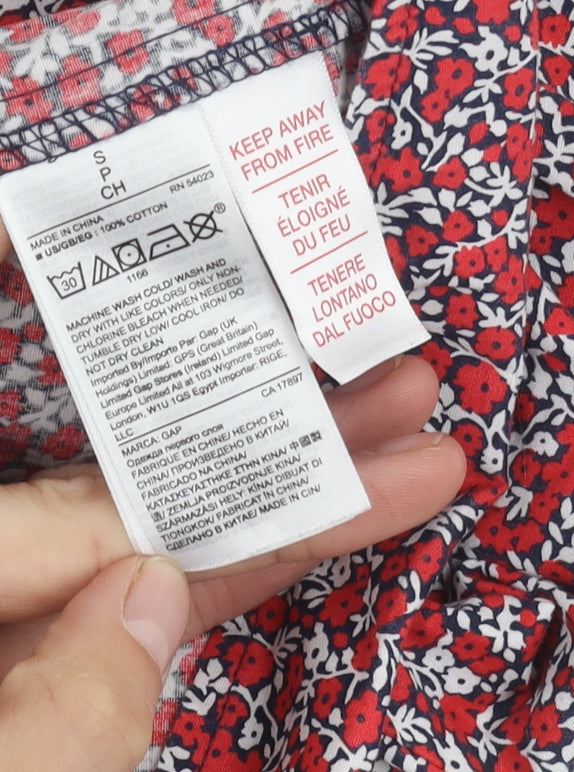 S
P
CH
RN 54023
MADE IN CHINA
■ US/GB/EG : 100% COTTON
30
1166
MACHINE WASH COLD/ WASH AND
DRY WITH LIKE COLORS/ ONLY NON-
CHLORINE BLEACH WHEN NEEDED/
TUMBLE DRY LOW/ COOL IRON/ DO
NOT DRY CLEAN
Imported By/Importe Par: Gap (UK
Holdings) Limited. GPS (Great Britain)
Limited Gap Stores (Ireland) Limited Gap
Europe Limited All at 103 Wigmore Street,
London. W1U 1QS Egypt Importer, RIGE,
LLC
CA 17897
MARCA: GAP
Одежда первого слоя
FABRIQUE EN CHINE/ HECHO EN
CHINA/ ПРОИЗВЕДЕНО В КИТАЙ/
FABRICADO NA CHINA/
ΚΑΤΑΣΚΕΥΑΣΤΗΚΕ ΣΤΗΝ ΚΙΝΑ/ 中国
制造/ ZEMLJA PROIZVODNJE KINA/
SZÁRMAZÁSI HELY: KÍNA/ DIBUAT DI
TIONGKOK/ FABRICAT IN CHINA/
СДЕЛАНО В КИТАЕ/ MADE IN CIN/
KEEP AWAY
FROM FIRE
TENIR
ÉLOIGNÉ
DU FEU
TENERE
LONTANO
DAL FUOCO